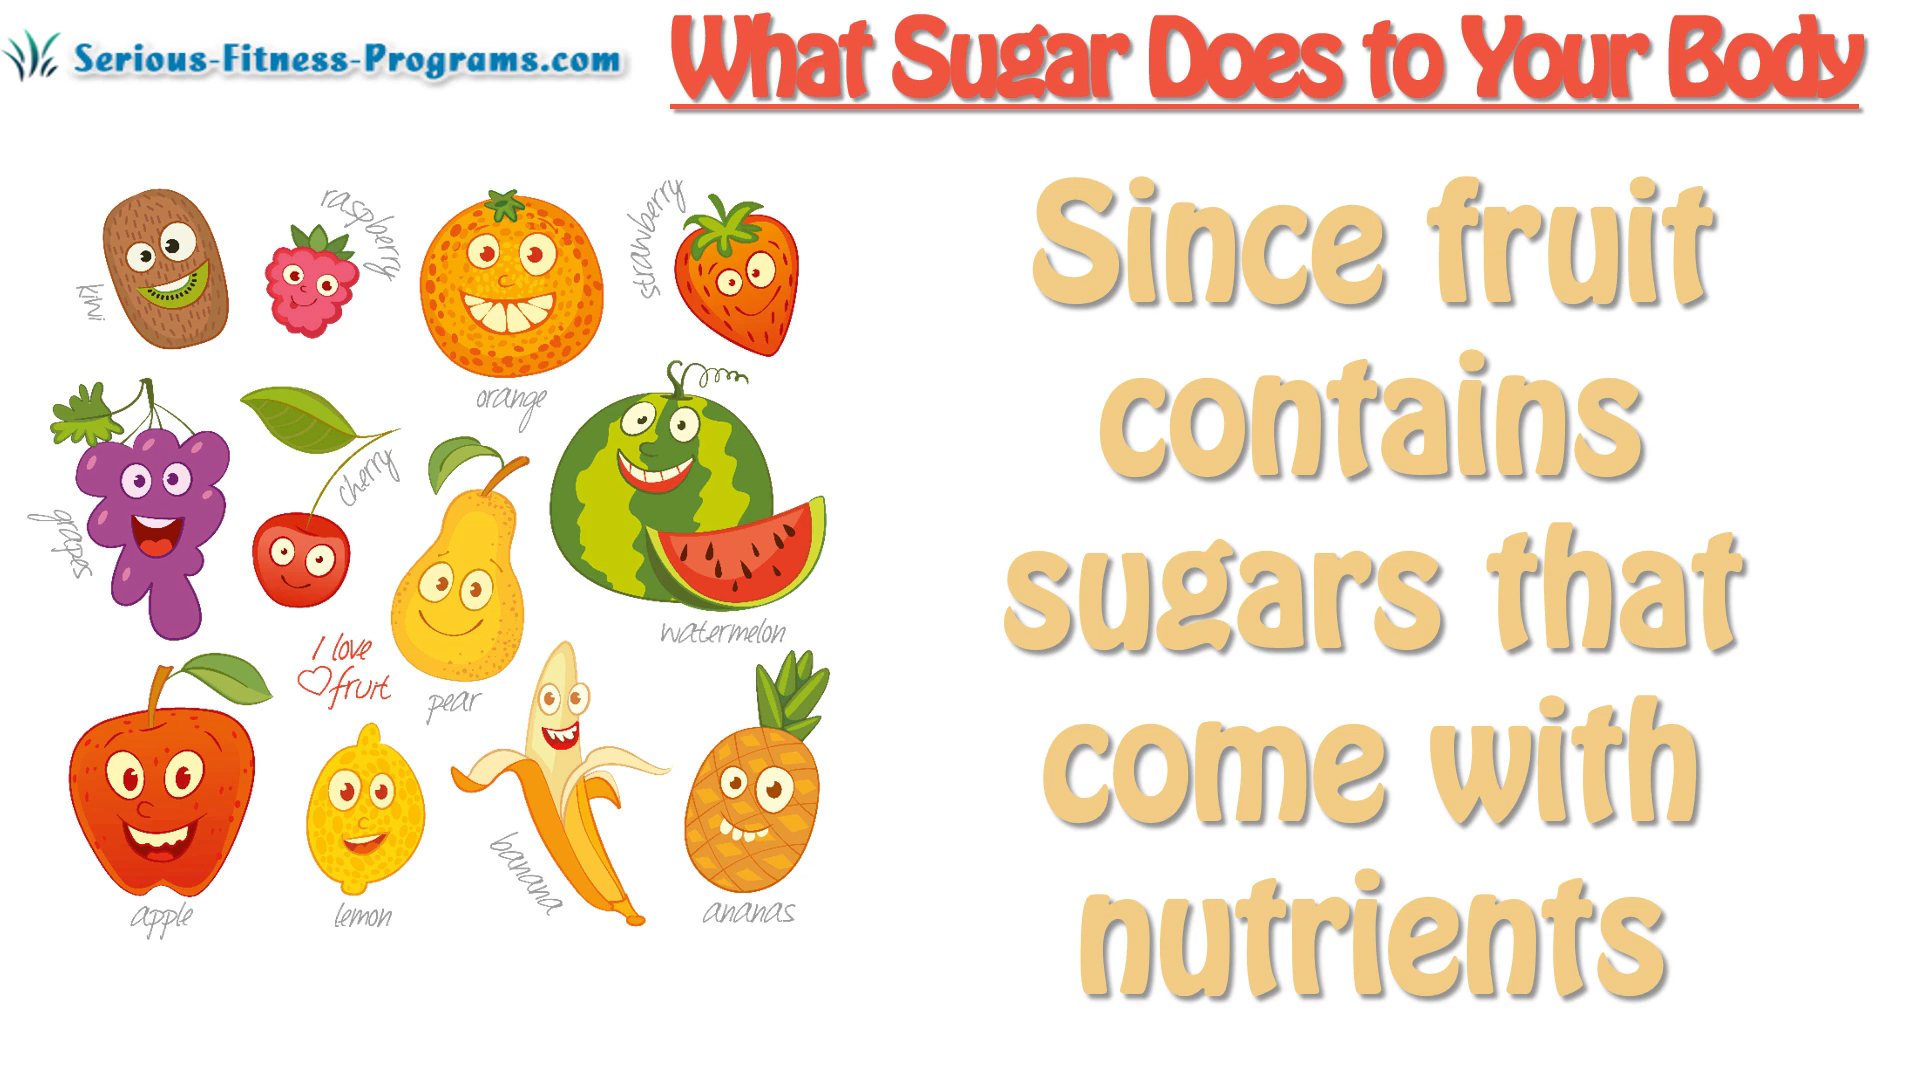 Serious-Fitness-Programs.com
What Sugar Does to Your Body
Since fruit
contains
sugars that
come with
nutrients
kiwi
raspberry
orange
strawberry
grapes
cherry
pear
watermelon
I love
fruit
apple
lemon
banana
ananas